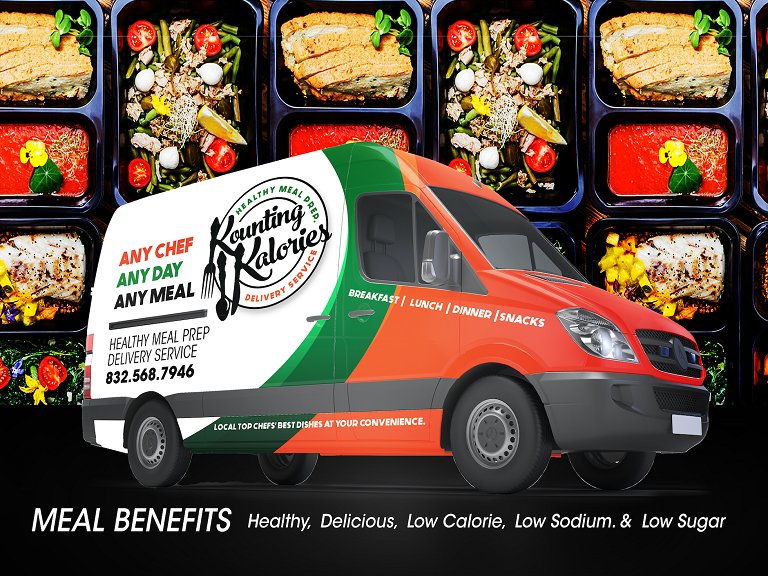 HEALTHY MEAL PREP.
Kounting
Kalories
DELIVERY SERVICE
ANY CHEF
ANY DAY
ANY MEAL
HEALTHY MEAL PREP
DELIVERY SERVICE
832.568.7946
BREAKFAST | LUNCH | DINNER | SNACKS
LOCAL TOP CHEFS' BEST DISHES AT YOUR CONVENIENCE.
MEAL BENEFITS Healthy, Delicious, Low Calorie, Low Sodium. & Low Sugar